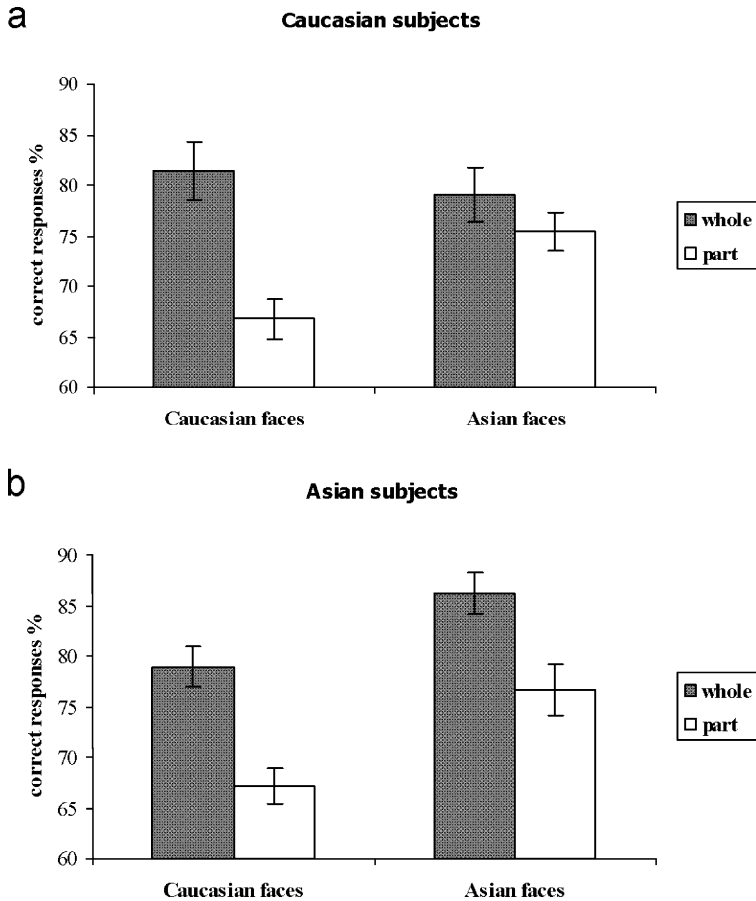 a
Caucasian subjects
90
85
80
75
70
65
60
correct responses %
whole
part
Caucasian faces
Asian faces
b
Asian subjects
90
85
80
75
70
65
60
correct responses %
whole
part
Caucasian faces
Asian faces